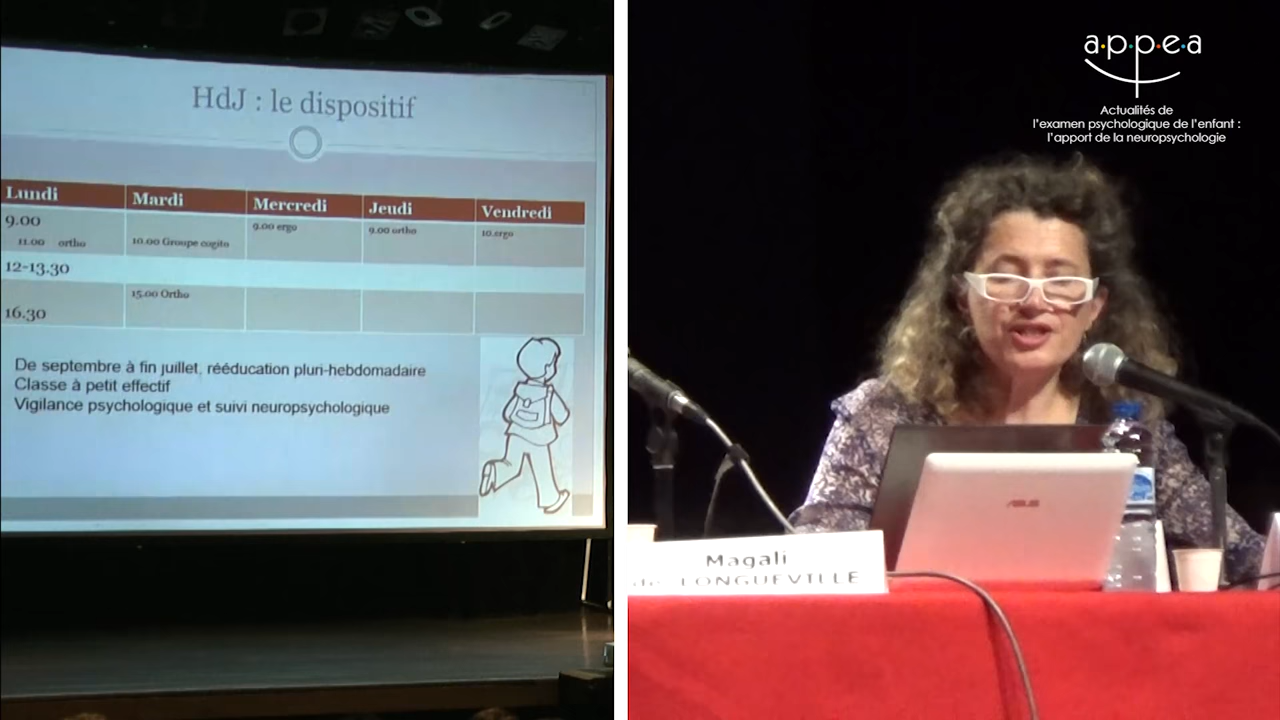 HdJ : le dispositif
Lundi Mardi Mercredi Jeudi Vendredi
9.00
11.00 ortho
10.00 Groupe cogito
9.00 ergo
9.00 ortho
10.ergo
12-13.30
15.00 Ortho
16.30
De septembre à fin juillet, rééducation pluri-hebdomadaire
Classe à petit effectif
Vigilance psychologique et suivi neuropsychologique
a·p·p·e·a
Actualités de
l'examen psychologique de l'enfant :
l'apport de la neuropsychologie
ASUS
Magali
de LONGUEVILLE